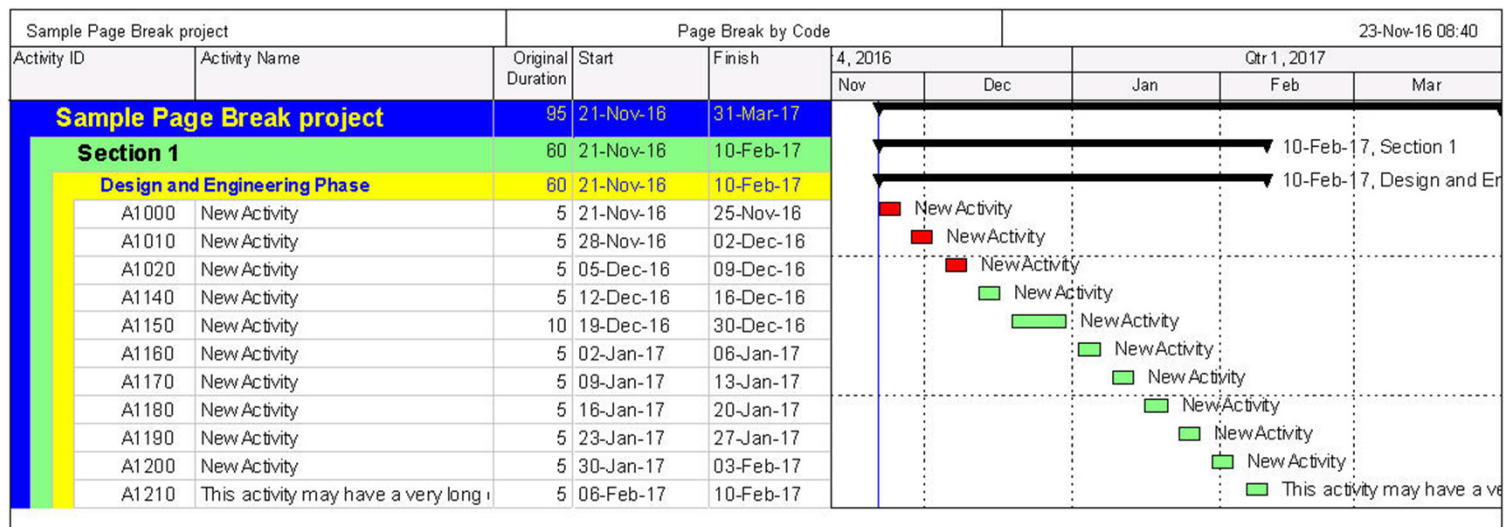 Sample Page Break project Page Break by Code 23-Nov-16 08:40
Activity ID Activity Name Original Duration Start Finish 4, 2016 Qtr 1, 2017
Nov Dec Jan Feb Mar
Sample Page Break project 95 21-Nov-16 31-Mar-17
Section 1 60 21-Nov-16 10-Feb-17 10-Feb-17, Section 1
Design and Engineering Phase 60 21-Nov-16 10-Feb-17 10-Feb-17, Design and En
A1000 New Activity 5 21-Nov-16 25-Nov-16 New Activity
A1010 New Activity 5 28-Nov-16 02-Dec-16 New Activity
A1020 New Activity 5 05-Dec-16 09-Dec-16 New Activity
A1140 New Activity 5 12-Dec-16 16-Dec-16 New Activity
A1150 New Activity 10 19-Dec-16 30-Dec-16 New Activity
A1160 New Activity 5 02-Jan-17 06-Jan-17 New Activity
A1170 New Activity 5 09-Jan-17 13-Jan-17 New Activity
A1180 New Activity 5 16-Jan-17 20-Jan-17 New Activity
A1190 New Activity 5 23-Jan-17 27-Jan-17 New Activity
A1200 New Activity 5 30-Jan-17 03-Feb-17 New Activity
A1210 This activity may have a very long 5 06-Feb-17 10-Feb-17 This activity may have a ve